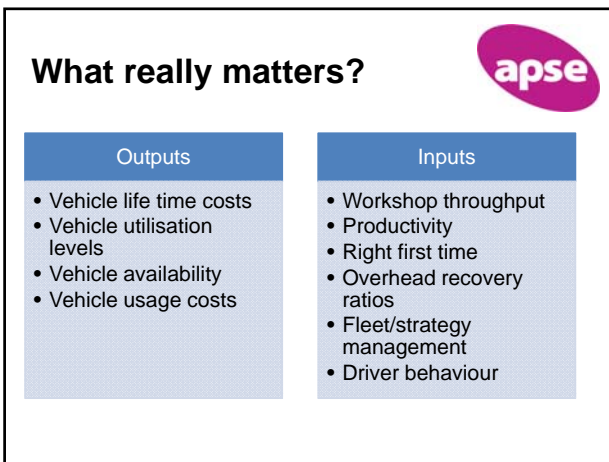 What really matters?
apse
Outputs
• Vehicle life time costs
• Vehicle utilisation
levels
• Vehicle availability
• Vehicle usage costs
Inputs
• Workshop throughput
• Productivity
• Right first time
• Overhead recovery
ratios
• Fleet/strategy
management
• Driver behaviour